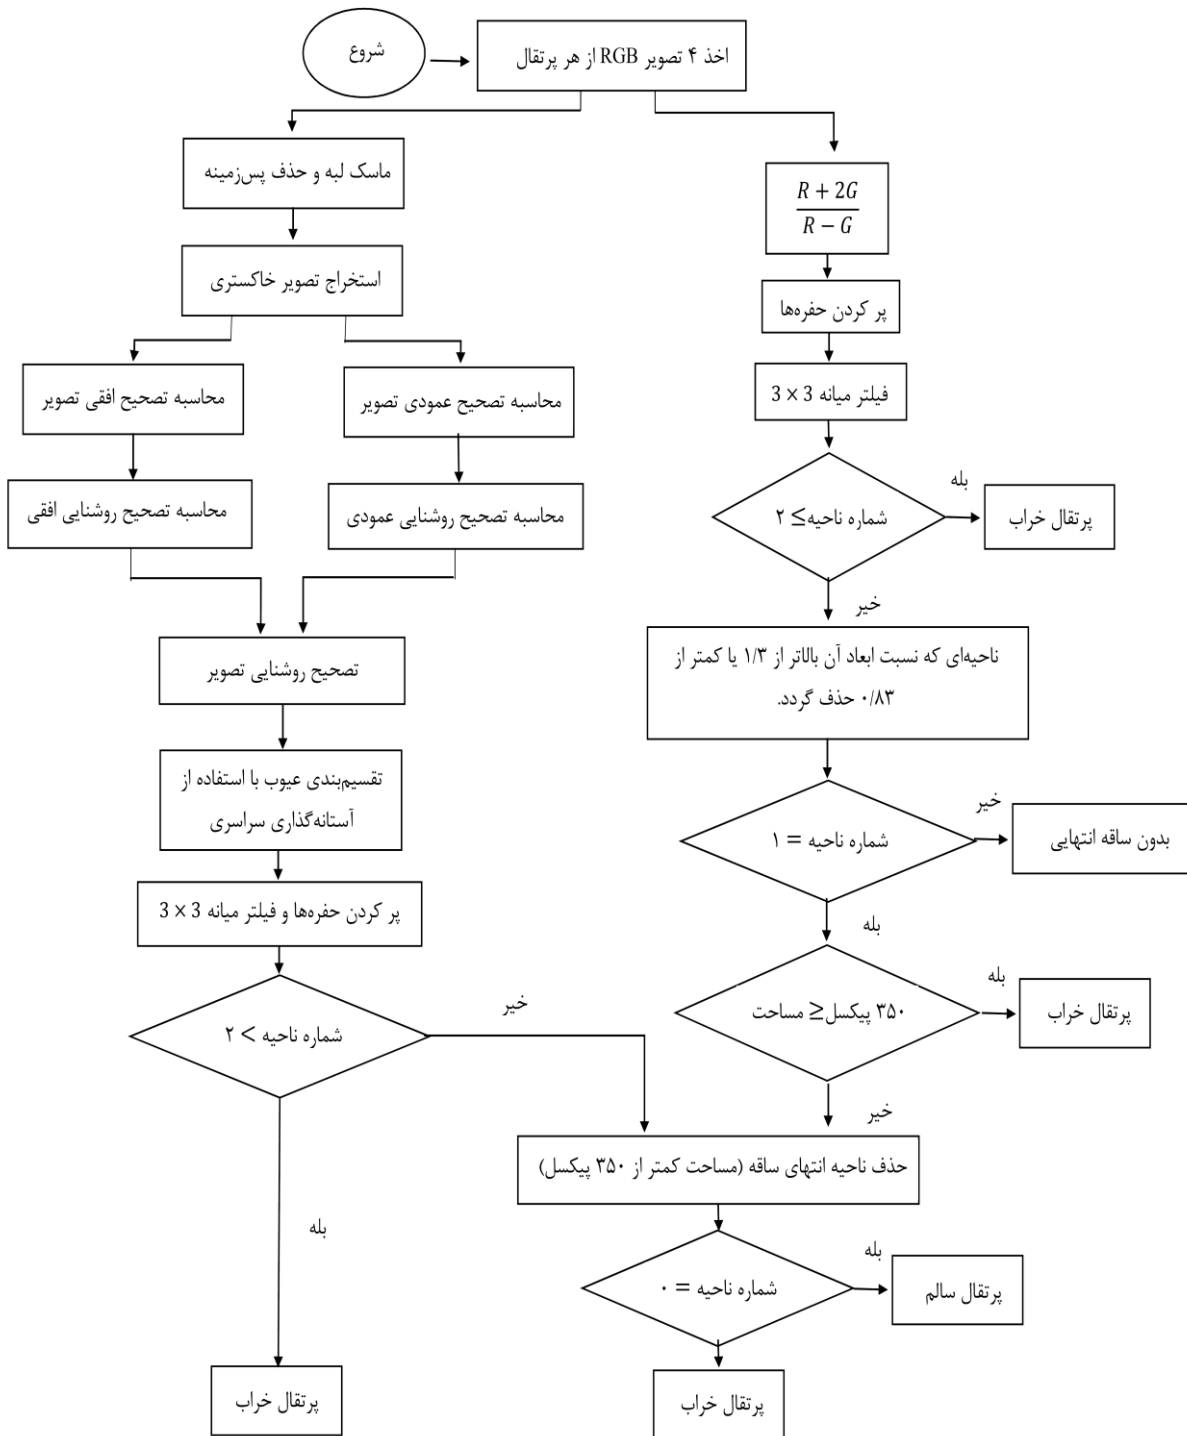 شروع
اخذ ۴ تصویر RGB از هر پرتقال
ماسک لبه و حذف پس‌زمینه
استخراج تصویر خاکستری
محاسبه تصحیح افقی تصویر
محاسبه تصحیح عمودی تصویر
محاسبه تصحیح روشنایی افقی
محاسبه تصحیح روشنایی عمودی
تصحیح روشنایی تصویر
تقسیم‌بندی عیوب با استفاده از
آستانه‌گذاری سراسری
پر کردن حفره‌ها و فیلتر میانه 3 × 3
شماره ناحیه > ۲
خیر
بله
پرتقال خراب
R + 2G
R − G
پر کردن حفره‌ها
فیلتر میانه 3 × 3
شماره ناحیه≥ ۲
بله
پرتقال خراب
خیر
ناحیه‌ای که نسبت ابعاد آن بالاتر از ۱/۳ یا کمتر از
۰/۸۳ حذف گردد.
شماره ناحیه = ۱
خیر
بدون ساقه انتهایی
بله
۳۵۰ پیکسل≤ مساحت
بله
پرتقال خراب
خیر
حذف ناحیه انتهای ساقه (مساحت کمتر از ۳۵۰ پیکسل)
شماره ناحیه = ۰
بله
پرتقال سالم
پرتقال خراب